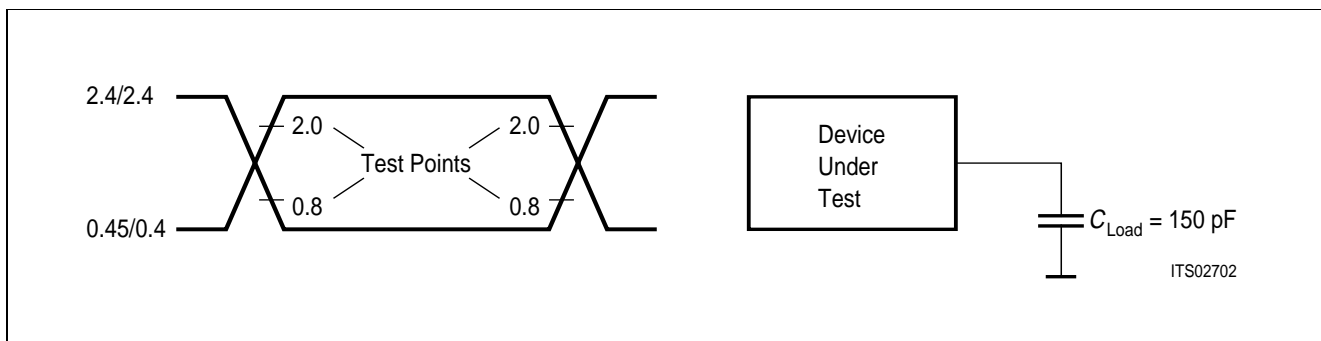 2.4/2.4
2.0
2.0
Test Points
0.8
0.8
0.45/0.4
Device
Under
Test
C Load = 150 pF
ITS02702